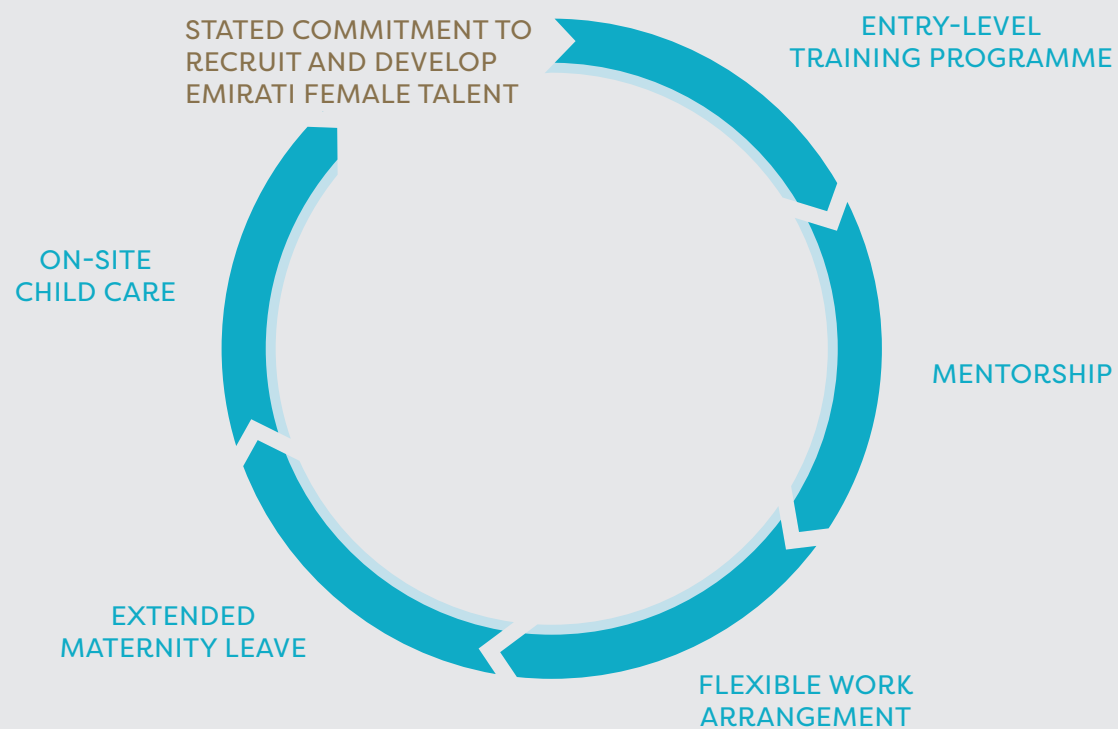 STATED COMMITMENT TO
RECRUIT AND DEVELOP
EMIRATI FEMALE TALENT
ENTRY-LEVEL
TRAINING PROGRAMME
MENTORSHIP
FLEXIBLE WORK
ARRANGEMENT
EXTENDED
MATERNITY LEAVE
ON-SITE
CHILD CARE